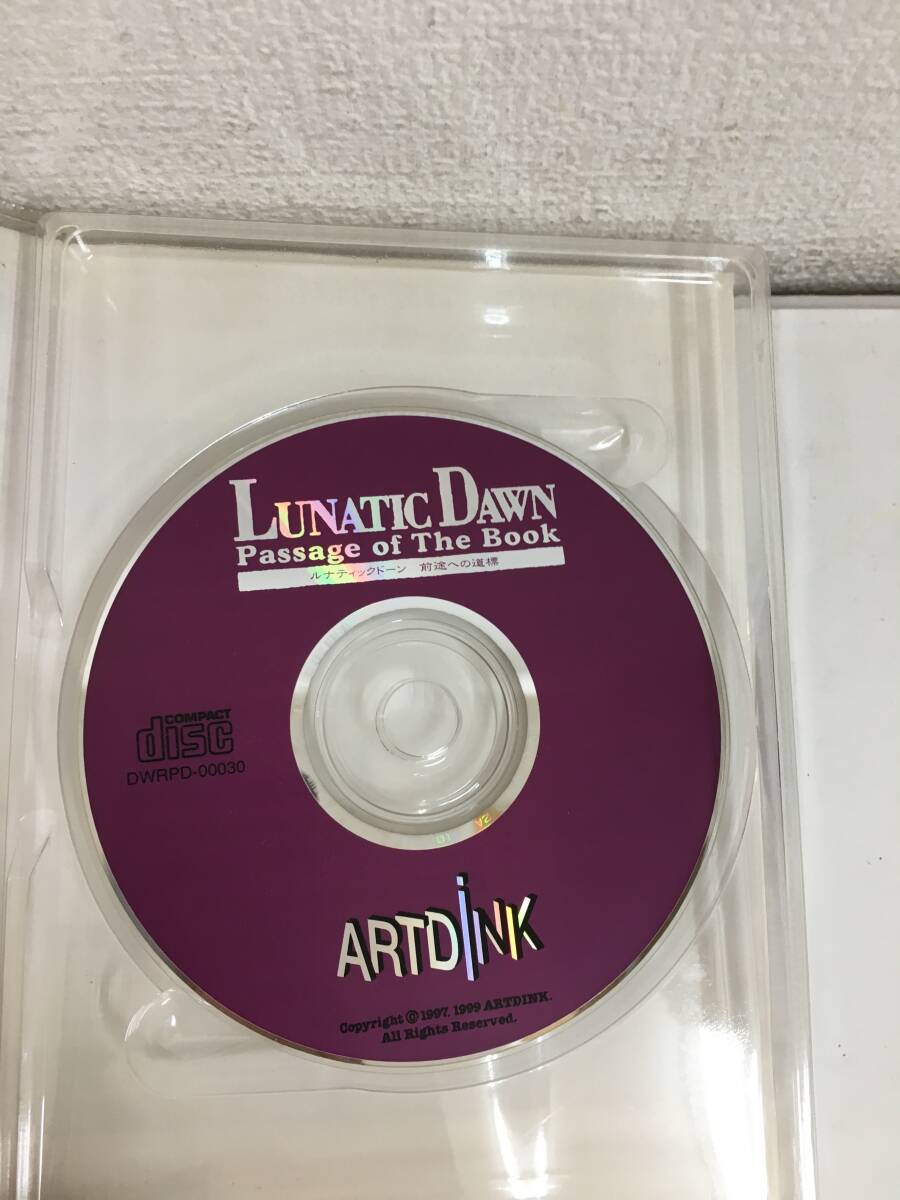 LUNATIC DAWN
Passage of The Book
ルナティックドーン 前途への道標
COMPACT
disc
DWRPD-00030
ARTDINK
Copyright © 1997, 1999 ARTDINK.
All Rights Reserved.